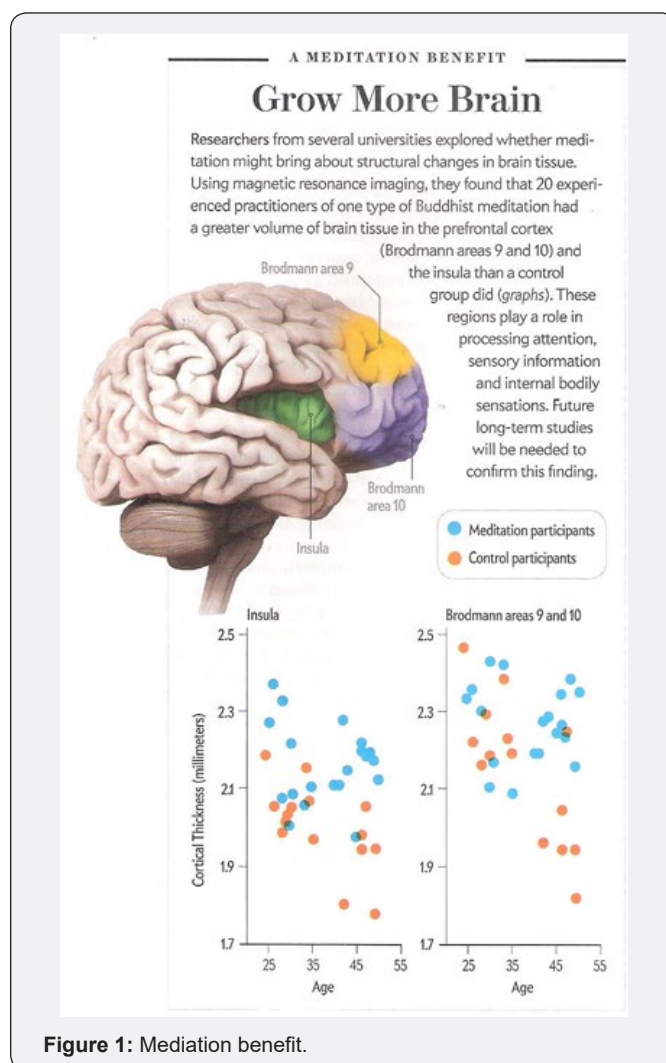 A MEDITATION BENEFIT
Grow More Brain
Researchers from several universities explored whether medi-
tation might bring about structural changes in brain tissue.
Using magnetic resonance imaging, they found that 20 experi-
enced practitioners of one type of Buddhist meditation had
a greater volume of brain tissue in the prefrontal cortex
(Brodmann areas 9 and 10) and
the insula than a control
group did (graphs). These
regions play a role in
processing attention,
sensory information
and internal bodily
sensations. Future
long-term studies
will be needed to
confirm this finding.
Brodmann area 9
Brodmann
area 10
Insula
Meditation participants
Control participants
Insula
Cortical Thickness (millimeters)
2.5
2.3
2.1
1.9
1.7
25 35 45 55
Age
Brodmann areas 9 and 10
2.5
2.3
2.1
1.9
1.7
25 35 45 55
Age
Figure 1: Mediation benefit.